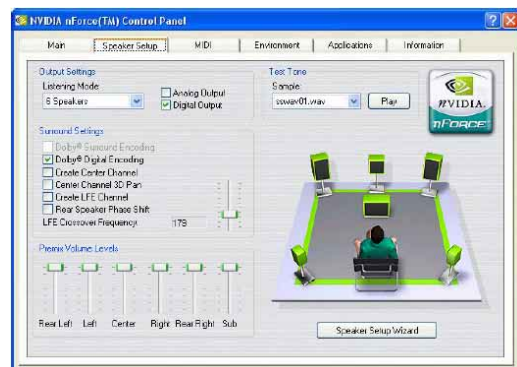 NVIDIA nForce(TM) Control Panel
Main Speaker Setup MIDI Environment Applications Information
Output Settings
Listening Mode:
6 Speakers
Analog Output
Digital Output
Test Tone
Sample:
sswav01.wav Play
NVIDIA.
nFORCE
Surround Settings
Dolby® Surround Encoding
Dolby® Digital Encoding
Create Center Channel
Center Channel 3D Pan
Create LFE Channel
Rear Speaker Phase Shift
LFE Crossover Frequency: 179
Premix Volume Levels
Rear Left Left Center Right Rear Right Sub
Speaker Setup Wizard